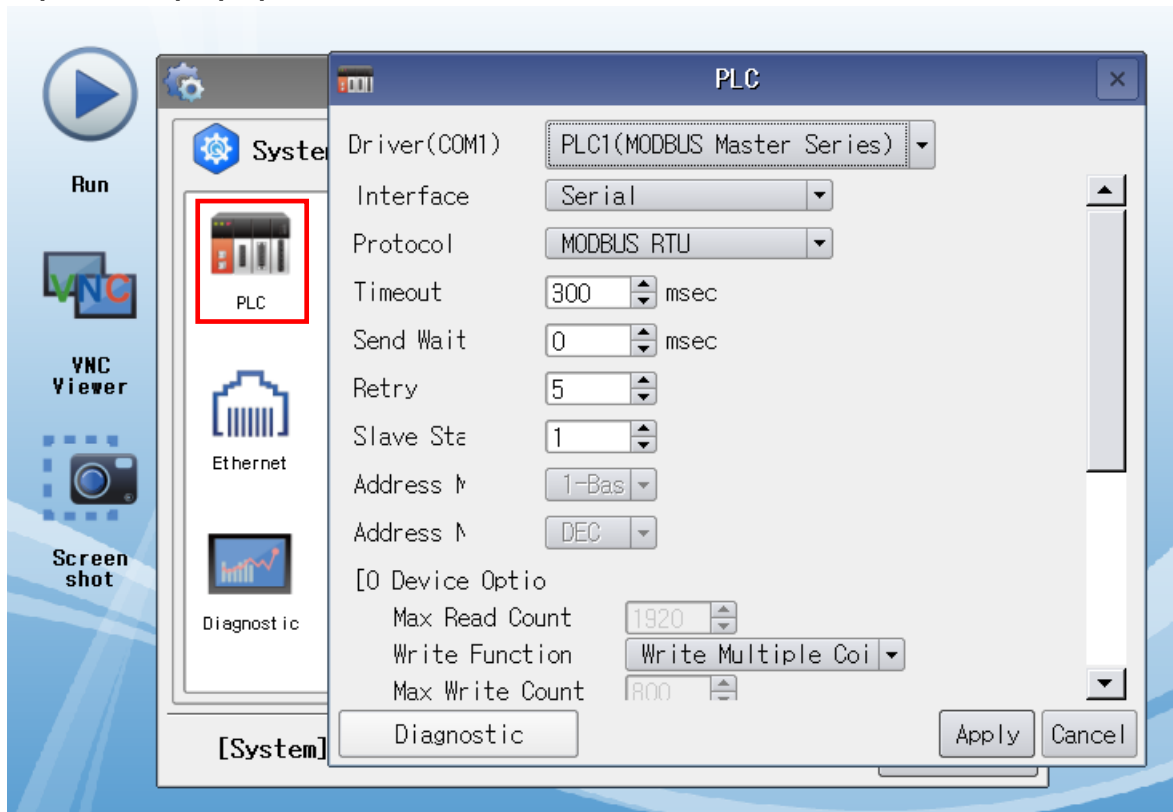 Run
VNC
VNC
Viewer
Screen
shot
Syste
PLC
Ethernet
Diagnostic
[System]
PLC
Driver(COM1) PLC1(MODBUS Master Series)
Interface Serial
Protocol MODBUS RTU
Timeout 300 msec
Send Wait 0 msec
Retry 5
Slave Sta 1
Address M 1-Bas
Address N DEC
[0 Device Optio
Max Read Count 1920
Write Function Write Multiple Coi
Max Write Count 800
Diagnostic Apply Cancel